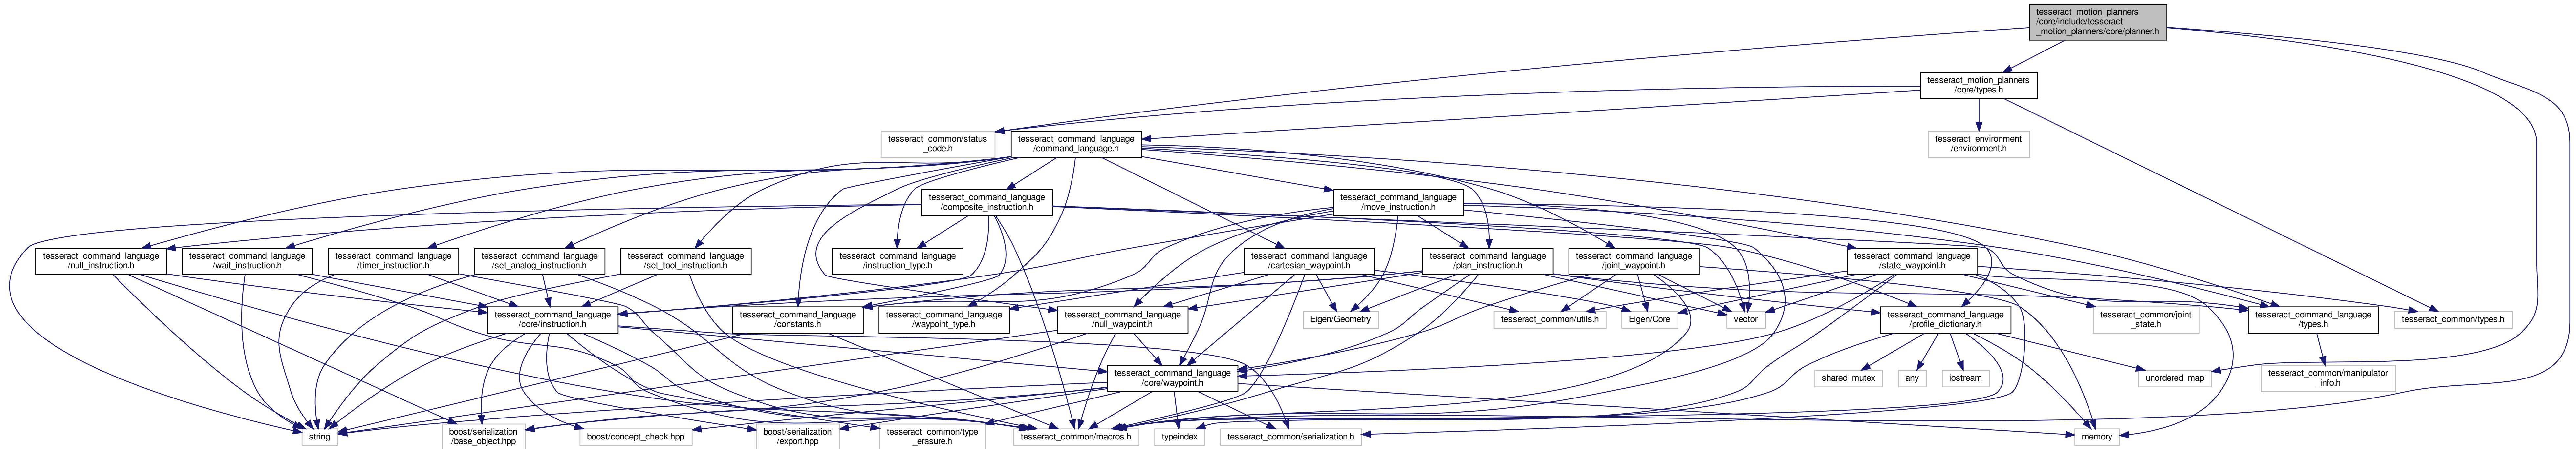 tesseract_motion_planners
/core/include/tesseract
_motion_planners/core/planner.h
tesseract_motion_planners
/core/types.h
tesseract_common/status
_code.h
tesseract_command_language
/command_language.h
tesseract_environment
/environment.h
tesseract_command_language
/composite_instruction.h
tesseract_command_language
/move_instruction.h
tesseract_command_language
/null_instruction.h
tesseract_command_language
/wait_instruction.h
tesseract_command_language
/timer_instruction.h
tesseract_command_language
/set_analog_instruction.h
tesseract_command_language
/set_tool_instruction.h
tesseract_command_language
/instruction_type.h
tesseract_command_language
/cartesian_waypoint.h
tesseract_command_language
/plan_instruction.h
tesseract_command_language
/joint_waypoint.h
tesseract_command_language
/state_waypoint.h
tesseract_command_language
/core/instruction.h
tesseract_command_language
/constants.h
tesseract_command_language
/waypoint_type.h
tesseract_command_language
/null_waypoint.h
Eigen/Geometry
tesseract_common/utils.h
Eigen/Core
vector
tesseract_command_language
/profile_dictionary.h
tesseract_common/joint
_state.h
tesseract_command_language
/types.h
tesseract_common/types.h
tesseract_command_language
/core/waypoint.h
shared_mutex
any
iostream
unordered_map
tesseract_common/manipulator
_info.h
string
boost/serialization
/base_object.hpp
boost/concept_check.hpp
boost/serialization
/export.hpp
tesseract_common/type
_erasure.h
tesseract_common/macros.h
typeindex
tesseract_common/serialization.h
memory